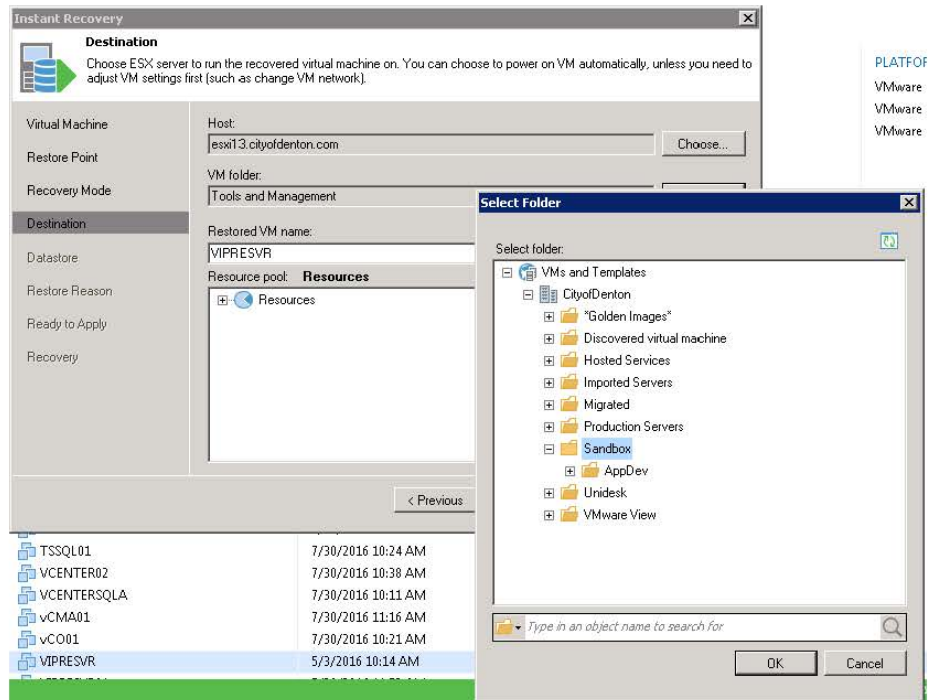 Instant Recovery
Destination
Choose ESX server to run the recovered virtual machine on. You can choose to power on VM automatically, unless you need to
adjust VM settings first (such as change VM network).
Virtual Machine
Restore Point
Recovery Mode
Destination
Datastore
Restore Reason
Ready to Apply
Recovery
Host:
esxi13.cityofdenton.com
Choose...
VM folder:
Tools and Management
Restored VM name:
VIPRESVR
Resource pool: Resources
Resources
< Previous
PLATFOR
VMware
VMware
VMware
Select Folder
Select folder:
VMs and Templates
CityofDenton
*Golden Images*
Discovered virtual machine
Hosted Services
Imported Servers
Migrated
Production Servers
Sandbox
AppDev
Unidesk
VMware View
Type in an object name to search for
OK Cancel
TSSQL01 7/30/2016 10:24 AM
VCENTER02 7/30/2016 10:38 AM
VCENTERSQLA 7/30/2016 10:11 AM
vCMA01 7/30/2016 11:16 AM
vCO01 7/30/2016 10:21 AM
VIPRESVR 5/3/2016 10:14 AM